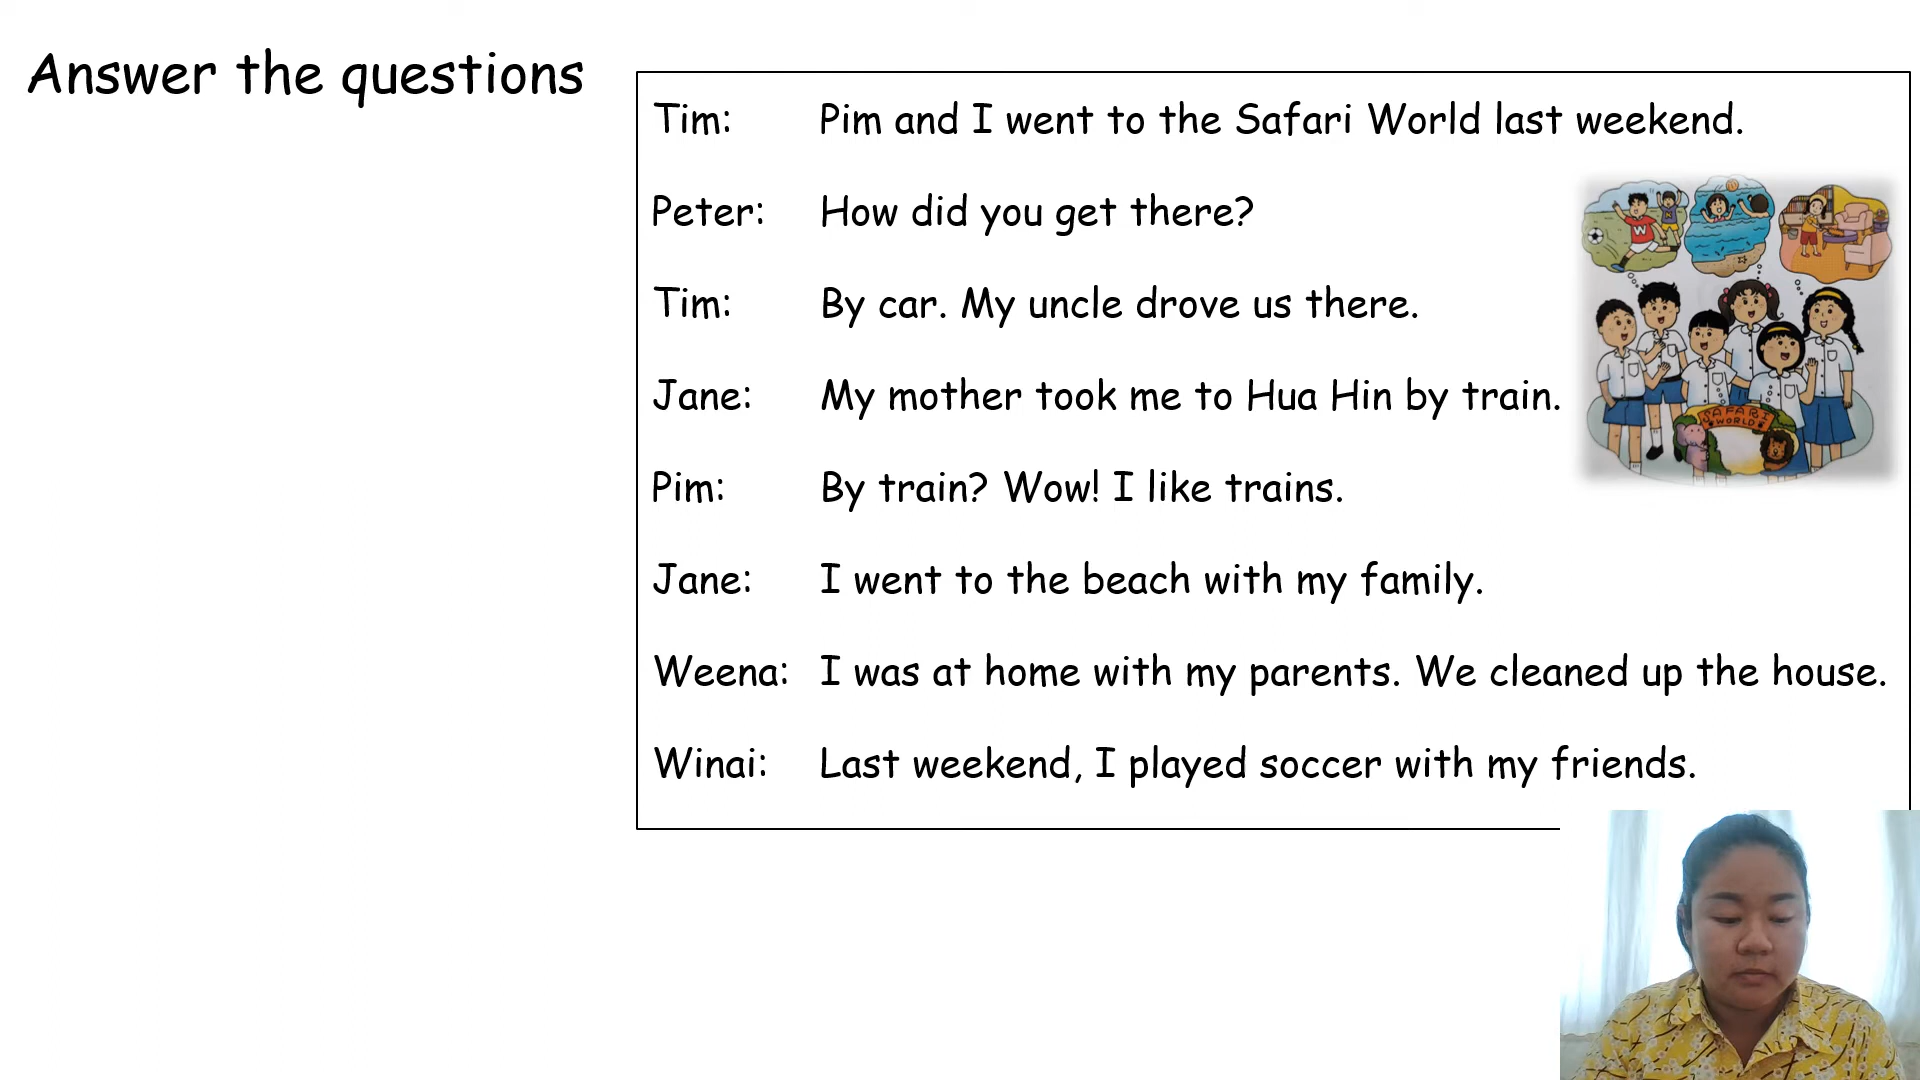 Answer the questions
Tim: Pim and I went to the Safari World last weekend.
Peter: How did you get there?
Tim: By car. My uncle drove us there.
Jane: My mother took me to Hua Hin by train.
Pim: By train? Wow! I like trains.
Jane: I went to the beach with my family.
Weena: I was at home with my parents. We cleaned up the house.
Winai: Last weekend, I played soccer with my friends.
W
N
SAFARI
WORLD